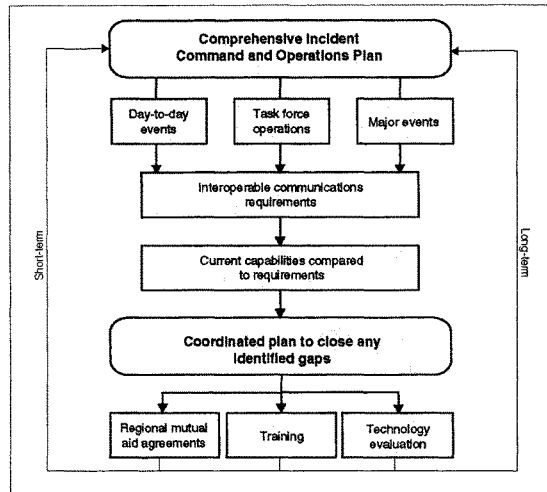 Comprehensive Incident
Command and Operations Plan
Day-to-day
events
Task force
operations
Major events
Interoperable communications
requirements
Current capabilities compared
to requirements
Short-term
Long-term
Coordinated plan to close any
identified gaps
Regional mutual
aid agreements
Training
Technology
evaluation